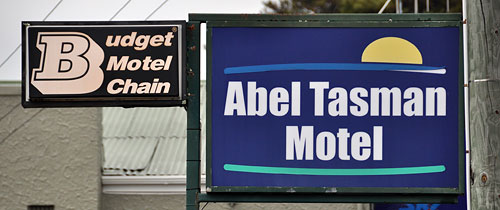 Budget
Motel
Chain
Abel Tasman
Motel